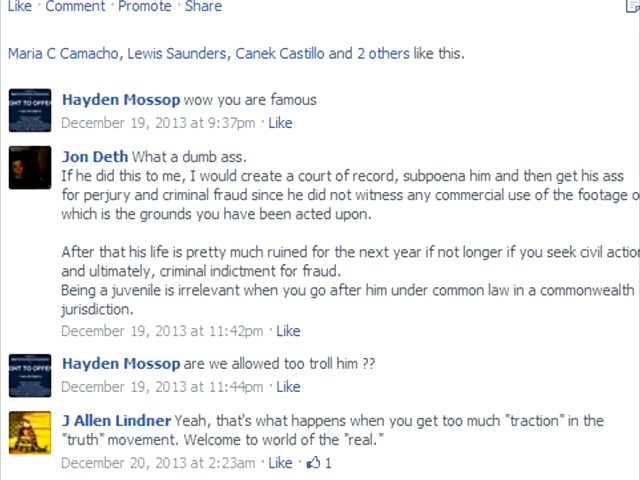 Like · Comment · Promote · Share
Maria C Camacho, Lewis Saunders, Canek Castillo and 2 others like this.
GHT TO OFFE
Hayden Mossop wow you are famous
December 19, 2013 at 9:37pm · Like
Jon Deth What a dumb ass.
If he did this to me, I would create a court of record, subpoena him and then get his ass
for perjury and criminal fraud since he did not witness any commercial use of the footage o
which is the grounds you have been acted upon.
After that his life is pretty much ruined for the next year if not longer if you seek civil action
and ultimately, criminal indictment for fraud.
Being a juvenile is irrelevant when you go after him under common law in a commonwealth
jurisdiction.
December 19, 2013 at 11:42pm · Like
GHT TO OFFE
Hayden Mossop are we allowed too troll him ??
December 19, 2013 at 11:44pm · Like
J Allen Lindner Yeah, that's what happens when you get too much "traction" in the
"truth" movement. Welcome to world of the "real."
December 20, 2013 at 2:23am · Like · 1